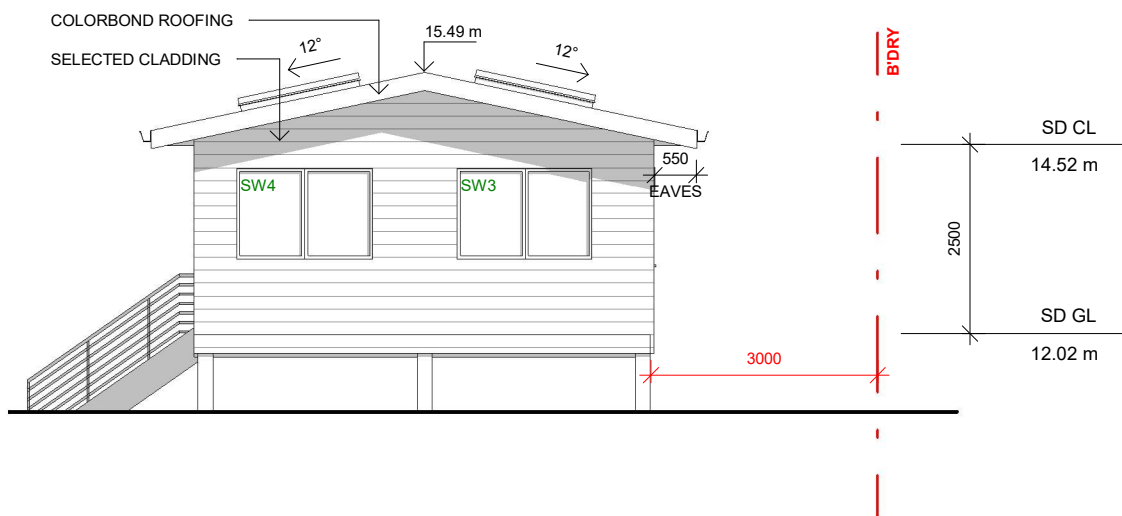 COLORBOND ROOFING
SELECTED CLADDING
12°
15.49 m
12°
B'DRY
SD CL
14.52 m
550
EAVES
SW4
SW3
2500
SD GL
12.02 m
3000